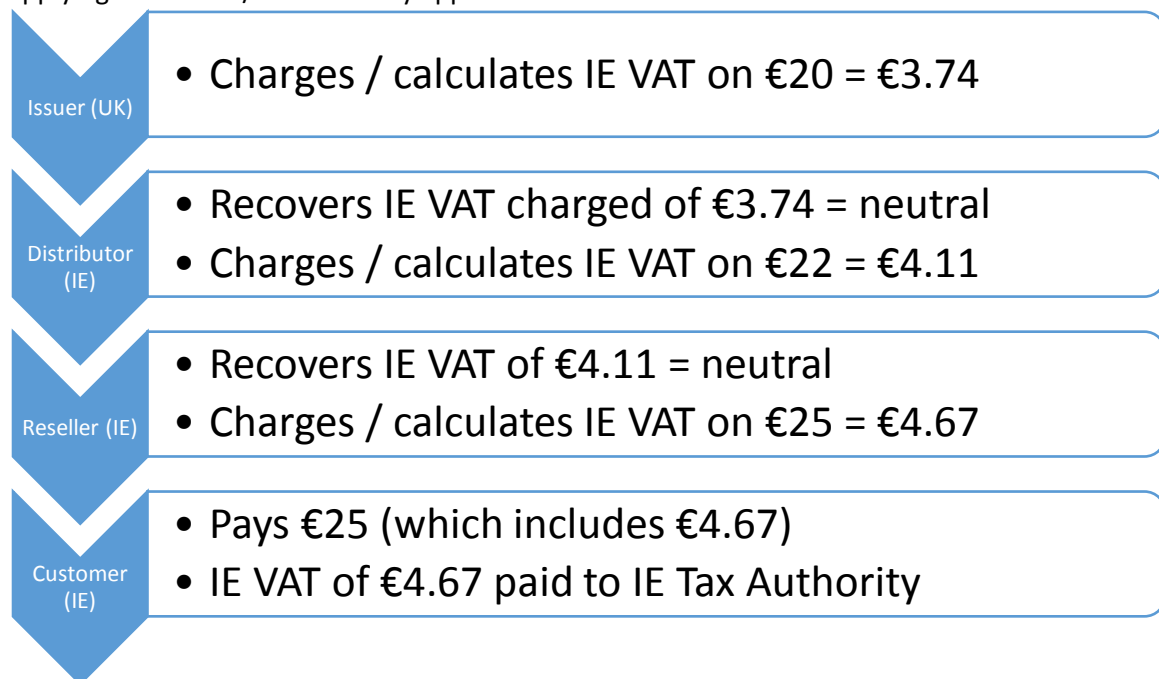 Issuer (UK)
• Charges / calculates IE VAT on €20 = €3.74
Distributor
(IE)
• Recovers IE VAT charged of €3.74 = neutral
• Charges / calculates IE VAT on €22 = €4.11
Reseller (IE)
• Recovers IE VAT of €4.11 = neutral
• Charges / calculates IE VAT on €25 = €4.67
Customer
(IE)
• Pays €25 (which includes €4.67)
• IE VAT of €4.67 paid to IE Tax Authority